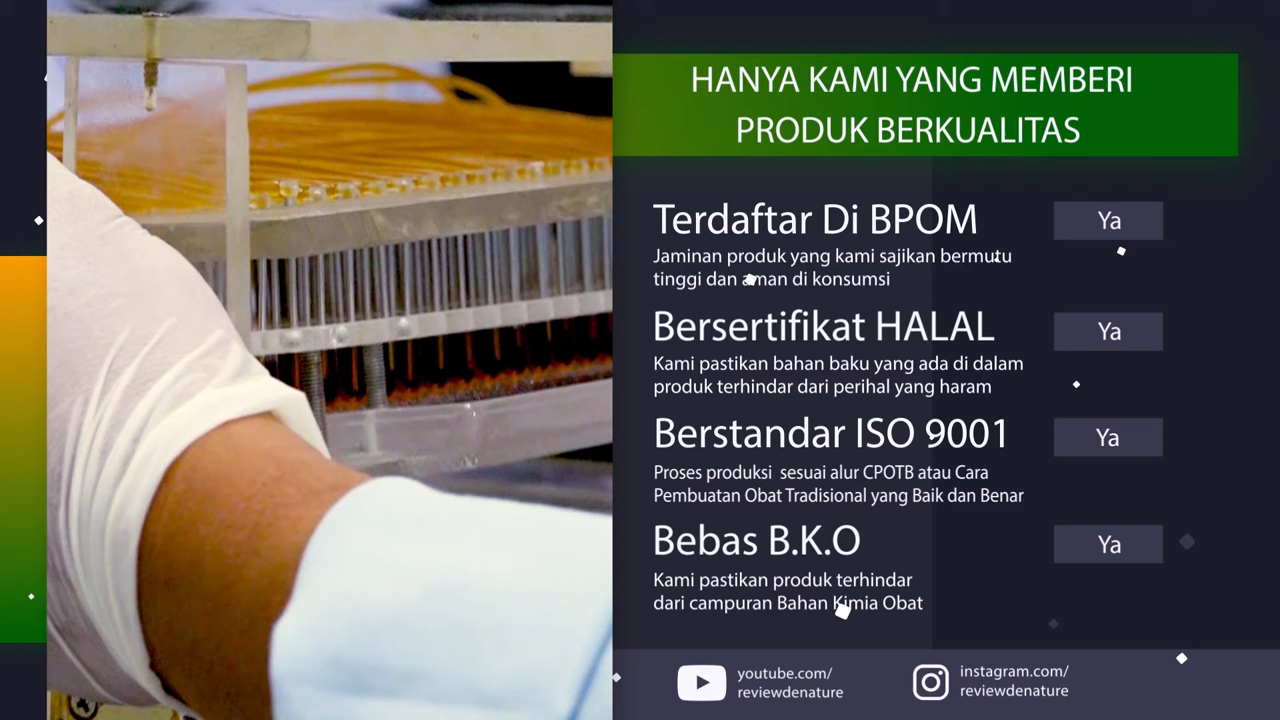 HANYA KAMI YANG MEMBERI
PRODUK BERKUALITAS
Terdaftar Di BPOM
Ya
Jaminan produk yang kami sajikan bermutu
tinggi dan aman di konsumsi
Bersertifikat HALAL
Ya
Kami pastikan bahan baku yang ada di dalam
produk terhindar dari perihal yang haram
Berstandar ISO 9001
Ya
Proses produksi sesuai alur CPOTB atau Cara
Pembuatan Obat Tradisional yang Baik dan Benar
Bebas B.K.O
Ya
Kami pastikan produk terhindar
dari campuran Bahan Kimia Obat
youtube.com/
reviewdenature
instagram.com/
reviewdenature